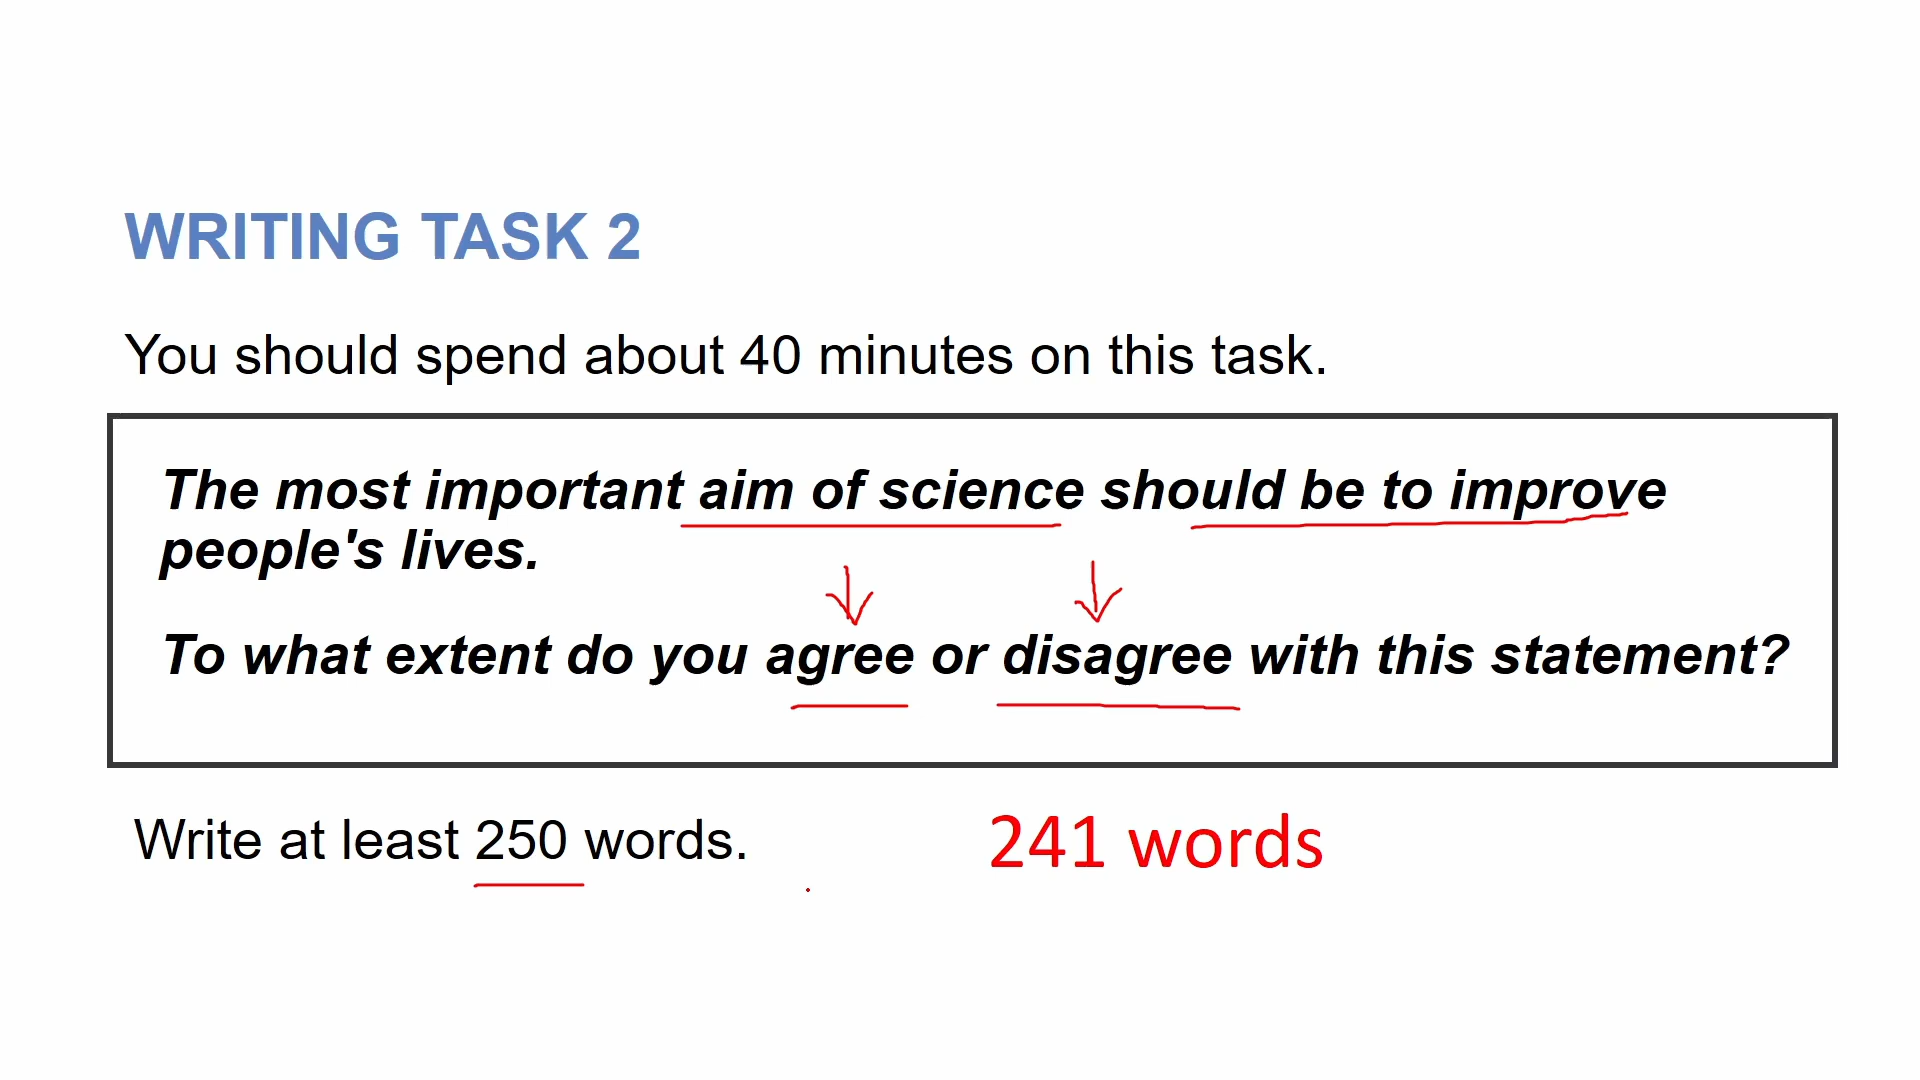 WRITING TASK 2
You should spend about 40 minutes on this task.
The most important aim of science should be to improve
people's lives.
To what extent do you agree or disagree with this statement?
Write at least 250 words.
241 words